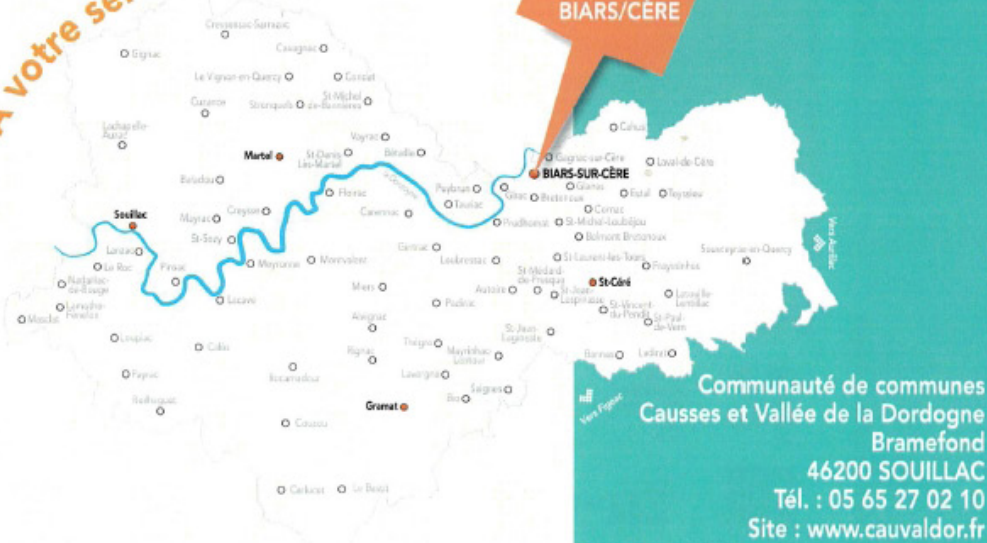 À votre se
BIARS/CÈRE
Cressensac-Sarrazac
Gignac
Cavagnac
Le Vignon-en-Quercy
Condat
Cuzance
Strenquels
St-Michel
de-Bannières
Lachapelle-
Auzac
Vayrac
Martel
St-Denis
Lès-Martel
Bétaille
Cahus
Gagnac-sur-Cère
Laval-de-Cère
BIARS-SUR-CÈRE
Baladou
Floirac
la Dordogne
Puybrun
Girac
Bretenoux
Glanes
Estal
Teyssieu
Tauriac
Cornac
Souillac
Mayrac
Creysse
Carennac
Prudhomat
St-Michel-Loubéjou
St-Sozy
Belmont Bretenoux
Lanzac
Gintrac
Sousceyrac-en-Quercy
Vers Aurillac
Le Roc
Pinsac
Meyronne
Montvalent
Loubressac
St Laurent-les-Tours
Frayssinhes
Nadaillac-
de-Rouge
St-Médard-
de-Presque
St-Céré
Lacave
Miers
Autoire
St-Jean-
Lespinasse
Latouille-
Lentillac
Masclat
Lamothe-
Fénelon
Padirac
St-Vincent-
du-Pendit
St-Paul-
de-Vern
Alvignac
Loupiac
Calès
Rignac
Thégra
St-Jean-
Lagineste
Mayrinhac
Lentour
Bannes
Ladirat
Payrac
Rocamadour
Lavergne
Saignes
Bio
Reilhaguet
Gramat
Vers Figeac
Couzou
Carlucet
Le Bastit
Communauté de communes
Causses et Vallée de la Dordogne
Bramefond
46200 SOUILLAC
Tél. : 05 65 27 02 10
Site : www.cauvaldor.fr